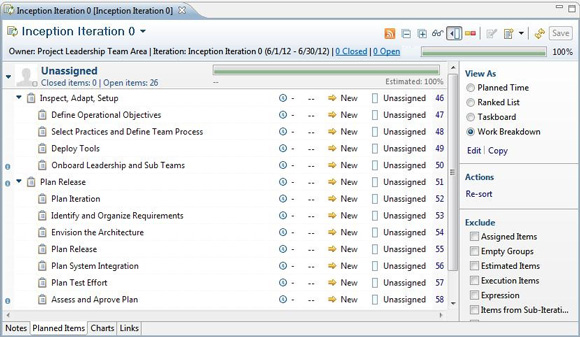 Inception Iteration 0 [Inception Iteration 0]
Inception Iteration 0
Owner: Project Leadership Team Area | Iteration: Inception Iteration 0 (6/1/12 - 6/30/12) | 0 Closed | 0 Open 100%
Unassigned
Closed items: 0 | Open items: 26 -- Estimated: 100%
Inspect, Adapt, Setup - -- New Unassigned 46
Define Operational Objectives - -- New Unassigned 47
Select Practices and Define Team Process - -- New Unassigned 48
Deploy Tools - -- New Unassigned 49
Onboard Leadership and Sub Teams - -- New Unassigned 50
Plan Release - -- New Unassigned 51
Plan Iteration - -- New Unassigned 52
Identify and Organize Requirements - -- New Unassigned 53
Envision the Architecture - -- New Unassigned 54
Plan Release - -- New Unassigned 55
Plan System Integration - -- New Unassigned 56
Plan Test Effort - -- New Unassigned 57
Assess and Aprove Plan - -- New Unassigned 58
View As
Planned Time
Ranked List
Taskboard
Work Breakdown
Edit | Copy
Actions
Re-sort
Exclude
Assigned Items
Empty Groups
Estimated Items
Execution Items
Expression
Items from Sub-Iterati...
Notes Planned Items Charts Links